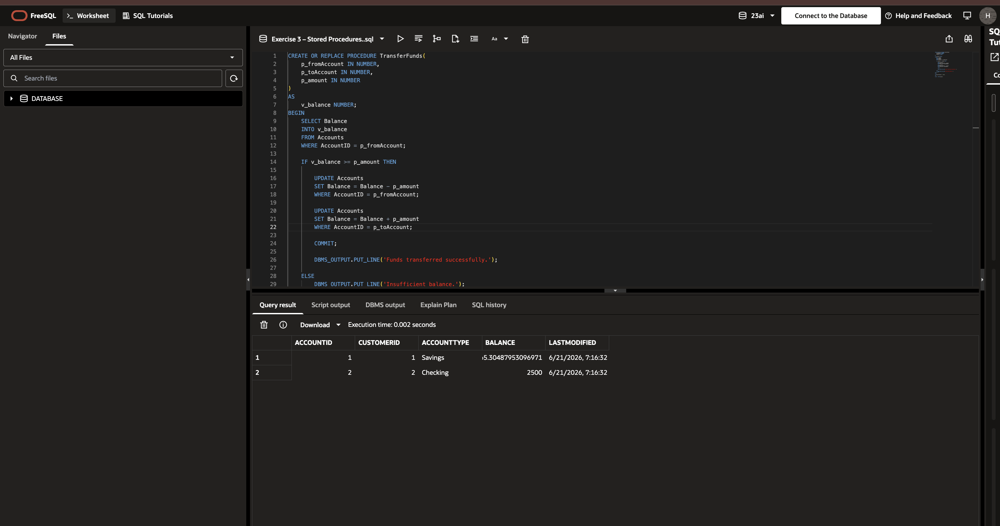 FreeSQL
Worksheet
SQL Tutorials
23ai
Connect to the Database
Help and Feedback
H
Navigator
Files
All Files
Search files
DATABASE
Exercise 3 – Stored Procedures..sql
Aa
1 CREATE OR REPLACE PROCEDURE TransferFunds(
2 p_fromAccount IN NUMBER,
3 p_toAccount IN NUMBER,
4 p_amount IN NUMBER
5 )
6 AS
7 v_balance NUMBER;
8 BEGIN
9 SELECT Balance
10 INTO v_balance
11 FROM Accounts
12 WHERE AccountID = p_fromAccount;
13
14 IF v_balance >= p_amount THEN
15
16 UPDATE Accounts
17 SET Balance = Balance - p_amount
18 WHERE AccountID = p_fromAccount;
19
20 UPDATE Accounts
21 SET Balance = Balance + p_amount
22 WHERE AccountID = p_toAccount;
23
24 COMMIT;
25
26 DBMS_OUTPUT.PUT_LINE('Funds transferred successfully.');
27
28 ELSE
29 DBMS_OUTPUT.PUT_LINE('Insufficient balance.');
Query result
Script output
DBMS output
Explain Plan
SQL history
Download
Execution time: 0.002 seconds
ACCOUNTID CUSTOMERID ACCOUNTTYPE BALANCE LASTMODIFIED
1 1 1 Savings 5.30487953096971 6/21/2026, 7:16:32
2 2 2 Checking 2500 6/21/2026, 7:16:32